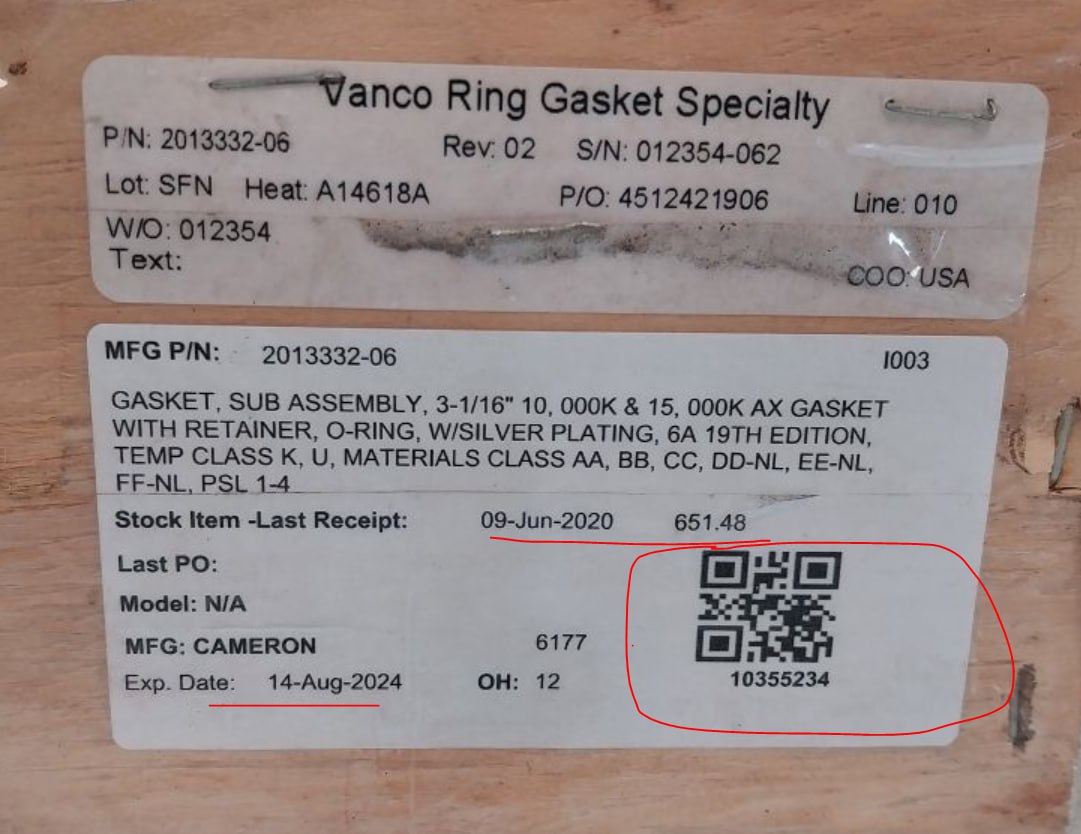 Vanco Ring Gasket Specialty
P/N: 2013332-06 Rev: 02 S/N: 012354-062
Lot: SFN Heat: A14618A P/O: 4512421906 Line: 010
W/O: 012354
Text: COO: USA
MFG P/N: 2013332-06 I003
GASKET, SUB ASSEMBLY, 3-1/16" 10, 000K & 15, 000K AX GASKET
WITH RETAINER, O-RING, W/SILVER PLATING, 6A 19TH EDITION,
TEMP CLASS K, U, MATERIALS CLASS AA, BB, CC, DD-NL, EE-NL,
FF-NL, PSL 1-4
Stock Item -Last Receipt: 09-Jun-2020 651.48
Last PO:
Model: N/A
MFG: CAMERON 6177
Exp. Date: 14-Aug-2024 OH: 12
10355234